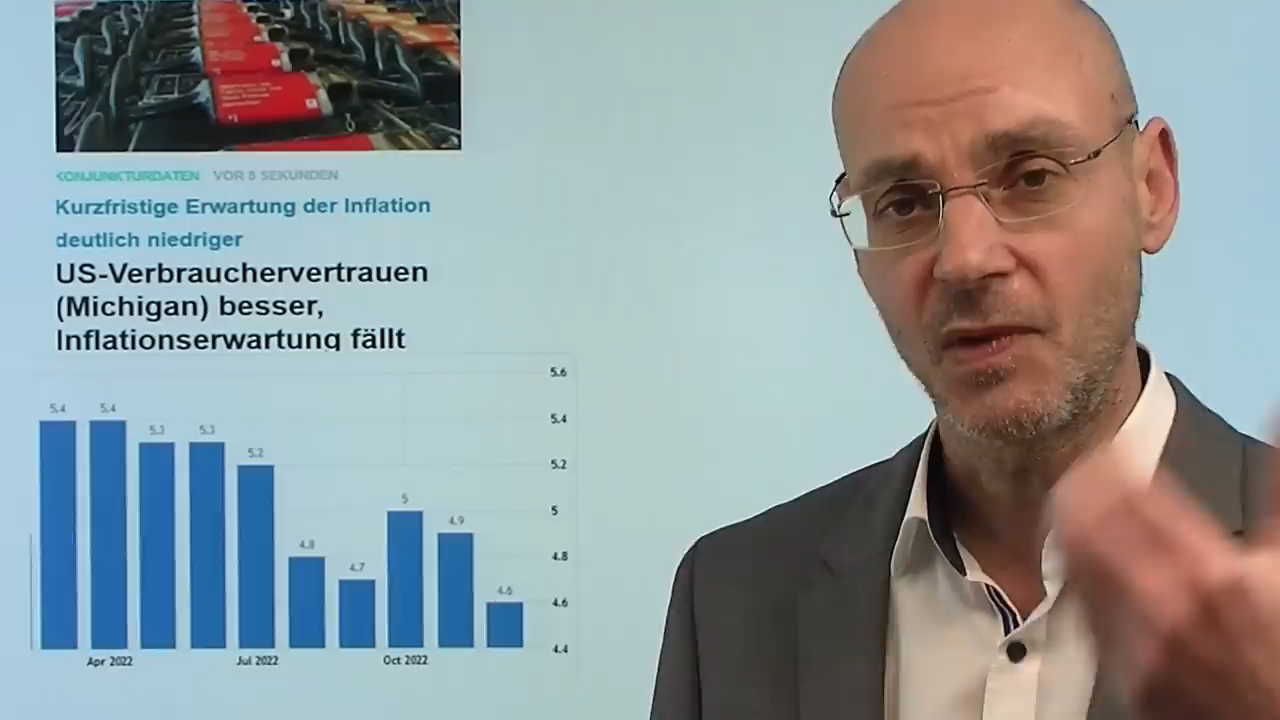 KONJUNKTURDATEN VOR 8 SEKUNDEN
Kurzfristige Erwartung der Inflation
deutlich niedriger
US-Verbrauchervertrauen
(Michigan) besser,
Inflationserwartung fällt
5.6
5.4
5.2
5
4.8
4.6
4.4
5.4 5.4 5.3 5.3 5.2 4.8 4.7 5 4.9 4.6
Apr 2022 Jul 2022 Oct 2022